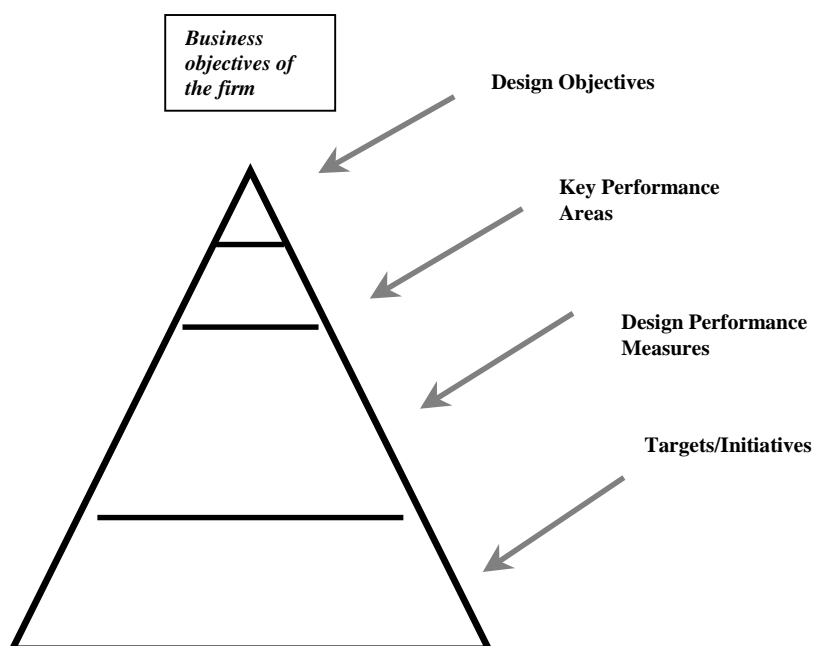 Business
objectives of
the firm
Design Objectives
Key Performance
Areas
Design Performance
Measures
Targets/Initiatives